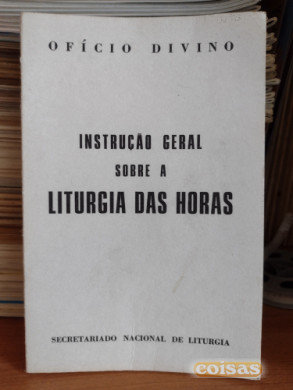 OFÍCIO DIVINO
INSTRUÇÃO GERAL
SOBRE A
LITURGIA DAS HORAS
SECRETARIADO NACIONAL DE LITURGIA
coisas